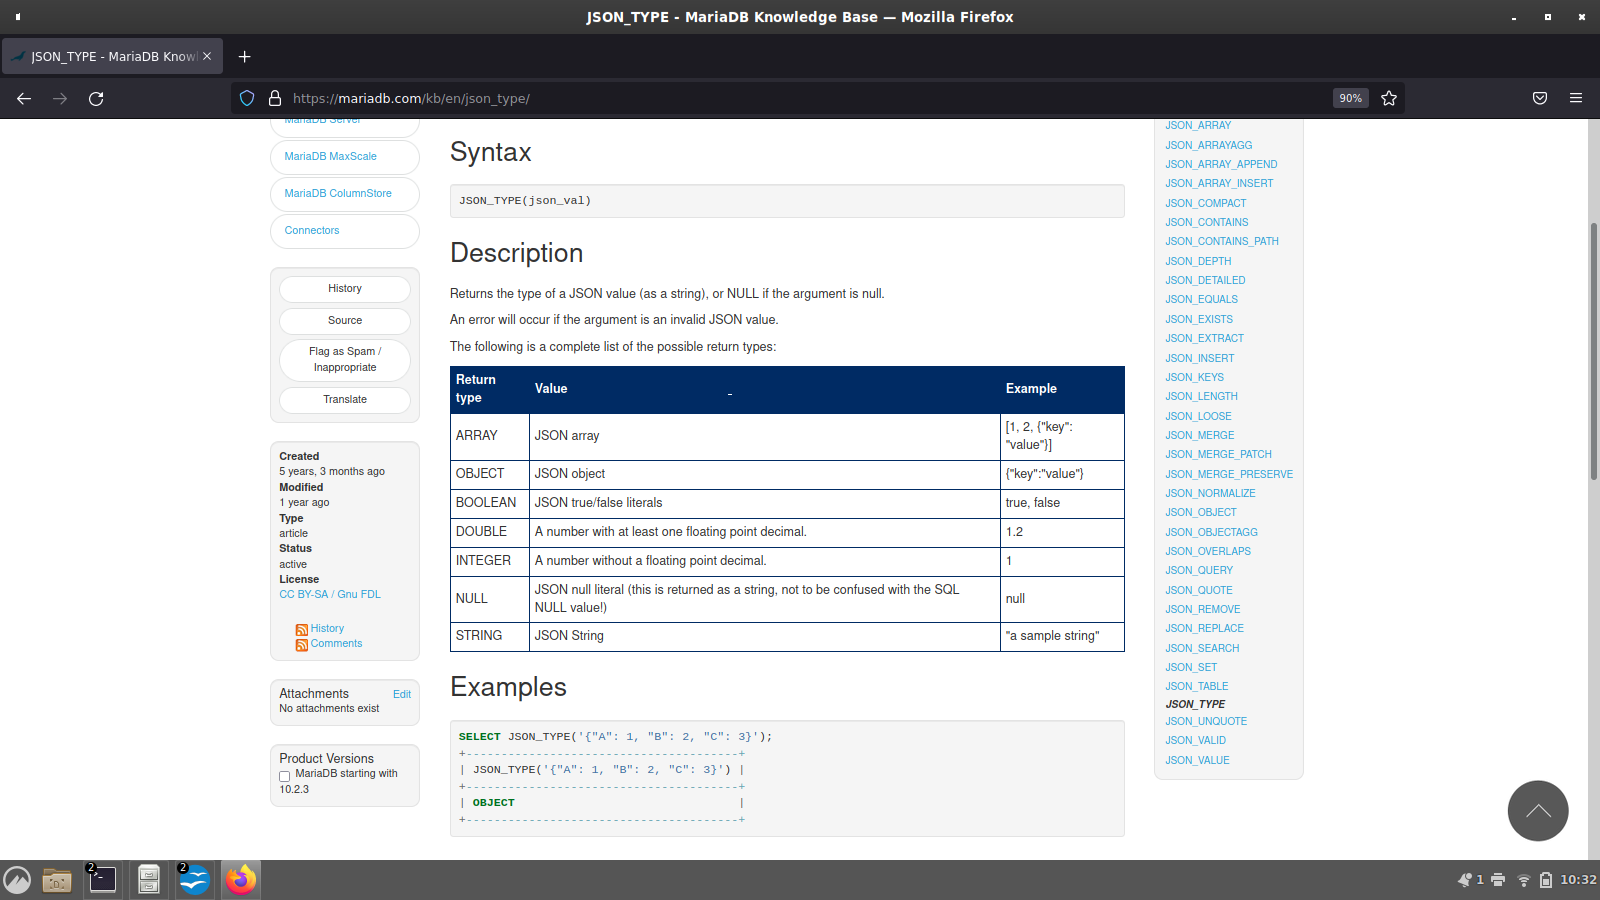 JSON_TYPE - MariaDB Knowledge Base — Mozilla Firefox
JSON_TYPE - MariaDB Knowl
https://mariadb.com/kb/en/json_type/
90%
MariaDB Server
MariaDB MaxScale
MariaDB ColumnStore
Connectors
History
Source
Flag as Spam /
Inappropriate
Translate
Created
5 years, 3 months ago
Modified
1 year ago
Type
article
Status
active
License
CC BY-SA / Gnu FDL
History
Comments
Attachments Edit
No attachments exist
Product Versions
MariaDB starting with
10.2.3
Syntax
JSON_TYPE(json_val)
Description
Returns the type of a JSON value (as a string), or NULL if the argument is null.
An error will occur if the argument is an invalid JSON value.
The following is a complete list of the possible return types:
Return
type
Value
Example
ARRAY
JSON array
[1, 2, {"key":
"value"}]
OBJECT
JSON object
{"key":"value"}
BOOLEAN
JSON true/false literals
true, false
DOUBLE
A number with at least one floating point decimal.
1.2
INTEGER
A number without a floating point decimal.
1
NULL
JSON null literal (this is returned as a string, not to be confused with the SQL
NULL value!)
null
STRING
JSON String
"a sample string"
Examples
SELECT JSON_TYPE('{"A": 1, "B": 2, "C": 3}');
+---------------------------------------+
| JSON_TYPE('{"A": 1, "B": 2, "C": 3}') |
+---------------------------------------+
| OBJECT                                |
+---------------------------------------+
JSON_ARRAY
JSON_ARRAYAGG
JSON_ARRAY_APPEND
JSON_ARRAY_INSERT
JSON_COMPACT
JSON_CONTAINS
JSON_CONTAINS_PATH
JSON_DEPTH
JSON_DETAILED
JSON_EQUALS
JSON_EXISTS
JSON_EXTRACT
JSON_INSERT
JSON_KEYS
JSON_LENGTH
JSON_LOOSE
JSON_MERGE
JSON_MERGE_PATCH
JSON_MERGE_PRESERVE
JSON_NORMALIZE
JSON_OBJECT
JSON_OBJECTAGG
JSON_OVERLAPS
JSON_QUERY
JSON_QUOTE
JSON_REMOVE
JSON_REPLACE
JSON_SEARCH
JSON_SET
JSON_TABLE
JSON_TYPE
JSON_UNQUOTE
JSON_VALID
JSON_VALUE
2
2
1
10:32